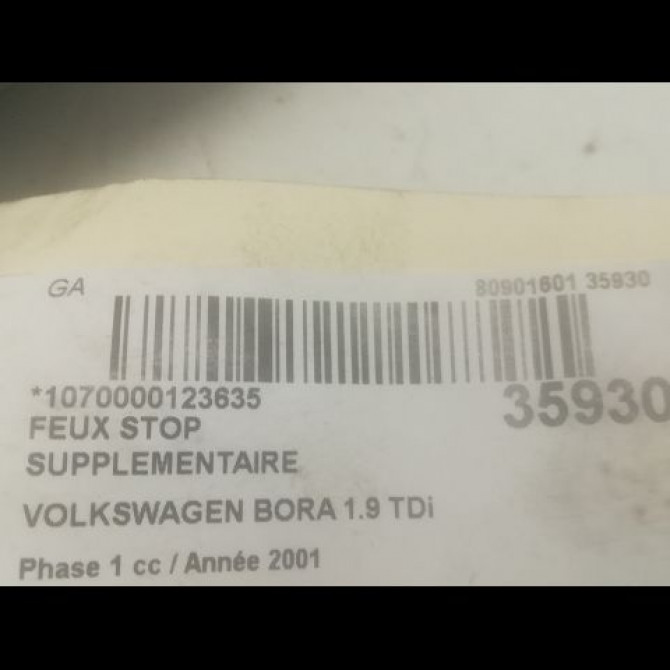 GA 80901601 35930
*1070000123635 35930
FEUX STOP
SUPPLEMENTAIRE
VOLKSWAGEN BORA 1.9 TDi
Phase 1 cc / Année 2001